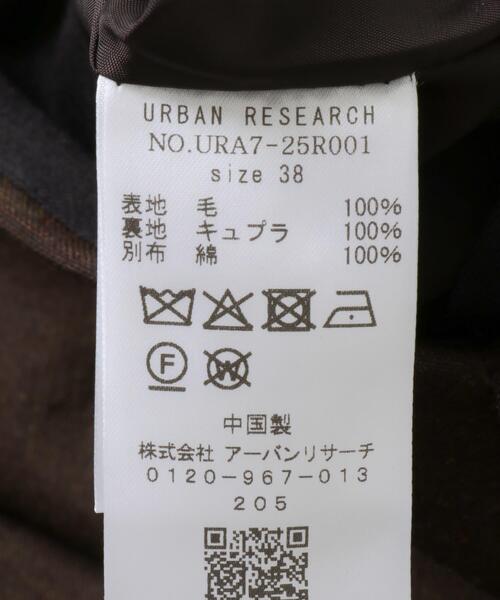 URBAN RESEARCH
NO.URA7-25R001
size 38
表地 毛 100%
裏地 キュプラ 100%
別布 綿 100%
F W
中国製
株式会社 アーバンリサーチ
0120-967-013
205